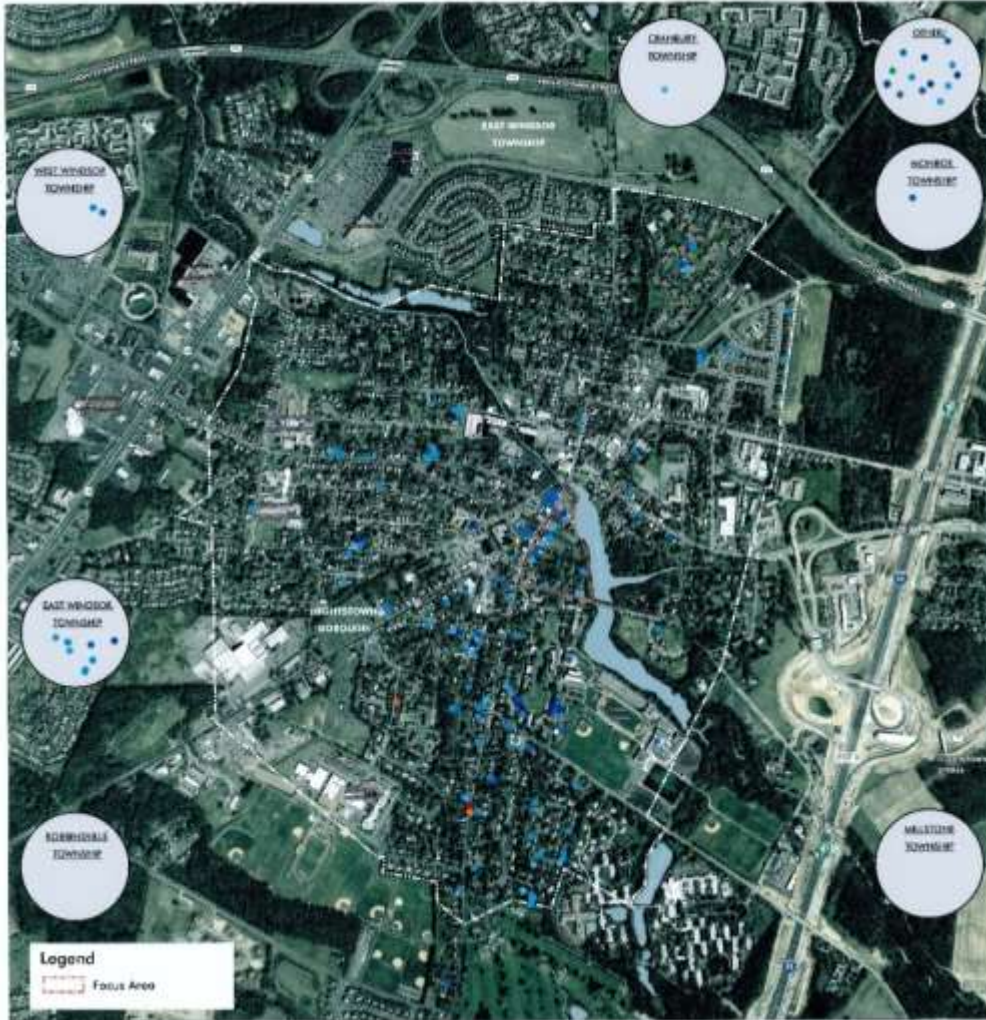 CRANBURY
TOWNSHIP
OTHER
EAST WINDSOR
TOWNSHIP
WEST WINDSOR
TOWNSHIP
MONROE
TOWNSHIP
HIGHTSTOWN
BOROUGH
EAST WINDSOR
TOWNSHIP
ROBBINSVILLE
TOWNSHIP
MILLSTONE
TOWNSHIP
Legend
Focus Area